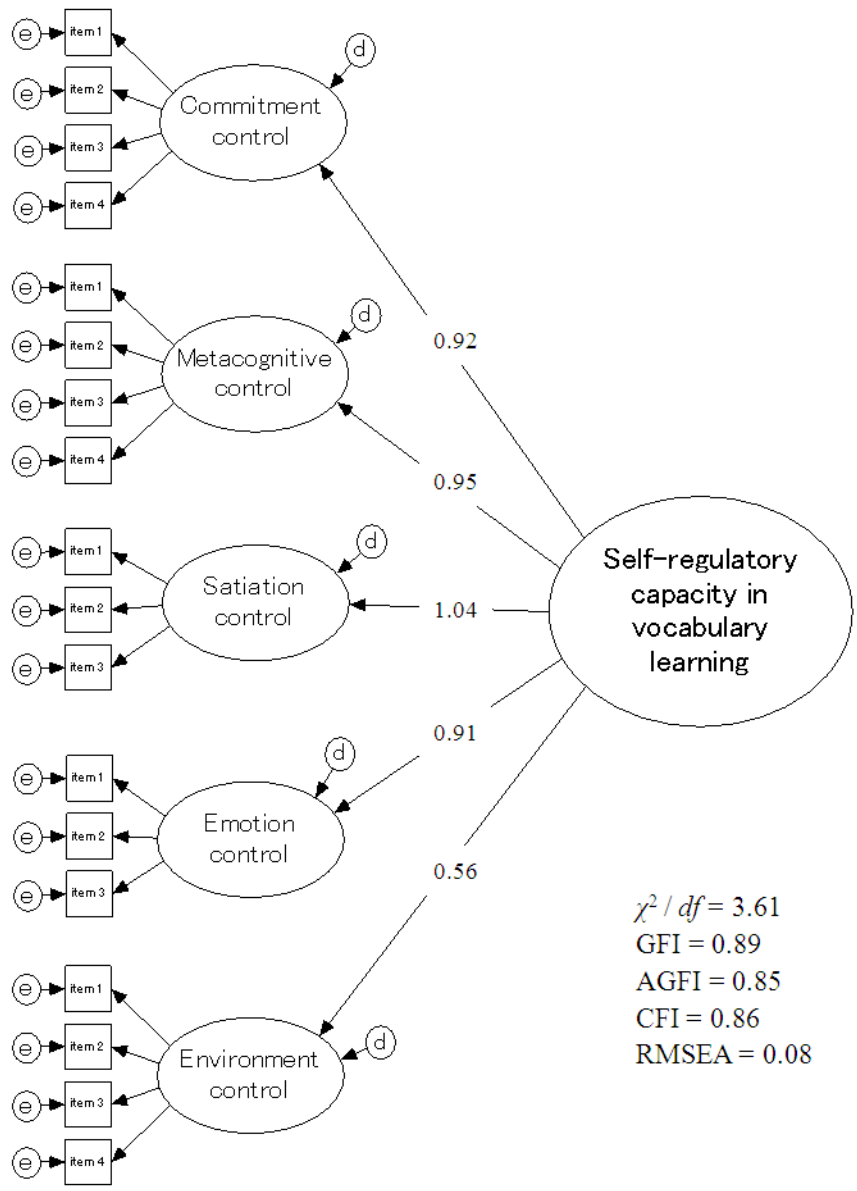 e
item 1
d
e
item 2
Commitment
control
e
item 3
e
item 4
e
item 1
d
e
item 2
Metacognitive
control
e
item 3
e
item 4
e
item 1
d
e
item 2
Satiation
control
e
item 3
e
item 1
d
e
item 2
Emotion
control
e
item 3
e
item 1
d
e
item 2
Environment
control
e
item 3
e
item 4
0.92
0.95
1.04
0.91
0.56
Self-regulatory
capacity in
vocabulary
learning
χ² / df = 3.61
GFI = 0.89
AGFI = 0.85
CFI = 0.86
RMSEA = 0.08